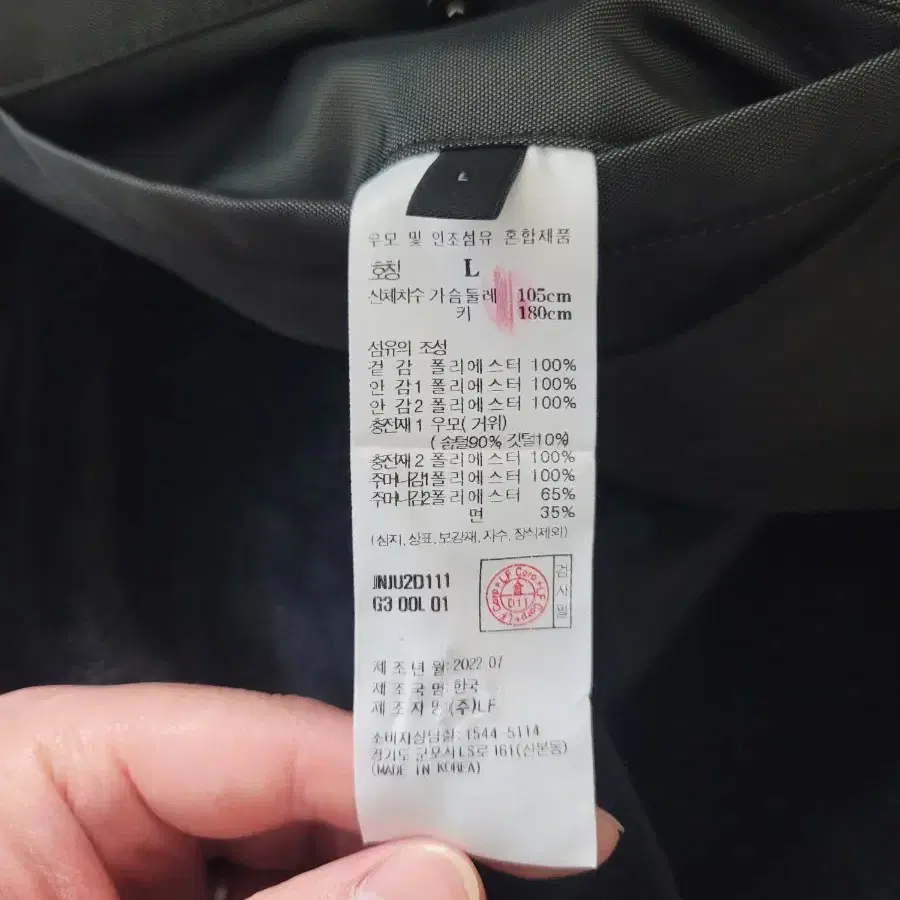 L
우모 및 인조섬유 혼합제품
호칭 L
신체치수 가슴둘레 105cm
키 180cm
섬유의 조성
겉 감 폴리에스터 100%
안 감1 폴리에스터 100%
안 감2 폴리에스터 100%
충전재1 우모(거위)
(솜털90%, 깃털10%)
충전재2 폴리에스터 100%
주머니감1폴리에스터 100%
주머니감2폴리에스터 65%
면 35%
(심지, 상표, 보강재, 자수, 장식제외)
JNJU2D111
G3 00L 01
LF Corp • LF Corp • LF Corp
D11
검사필
제조년월: 2022.07
제조국명: 한국
제조자명: (주)LF
소비자상담실: 1544-5114
경기도 군포시 LS로 161(산본동)
(MADE IN KOREA)